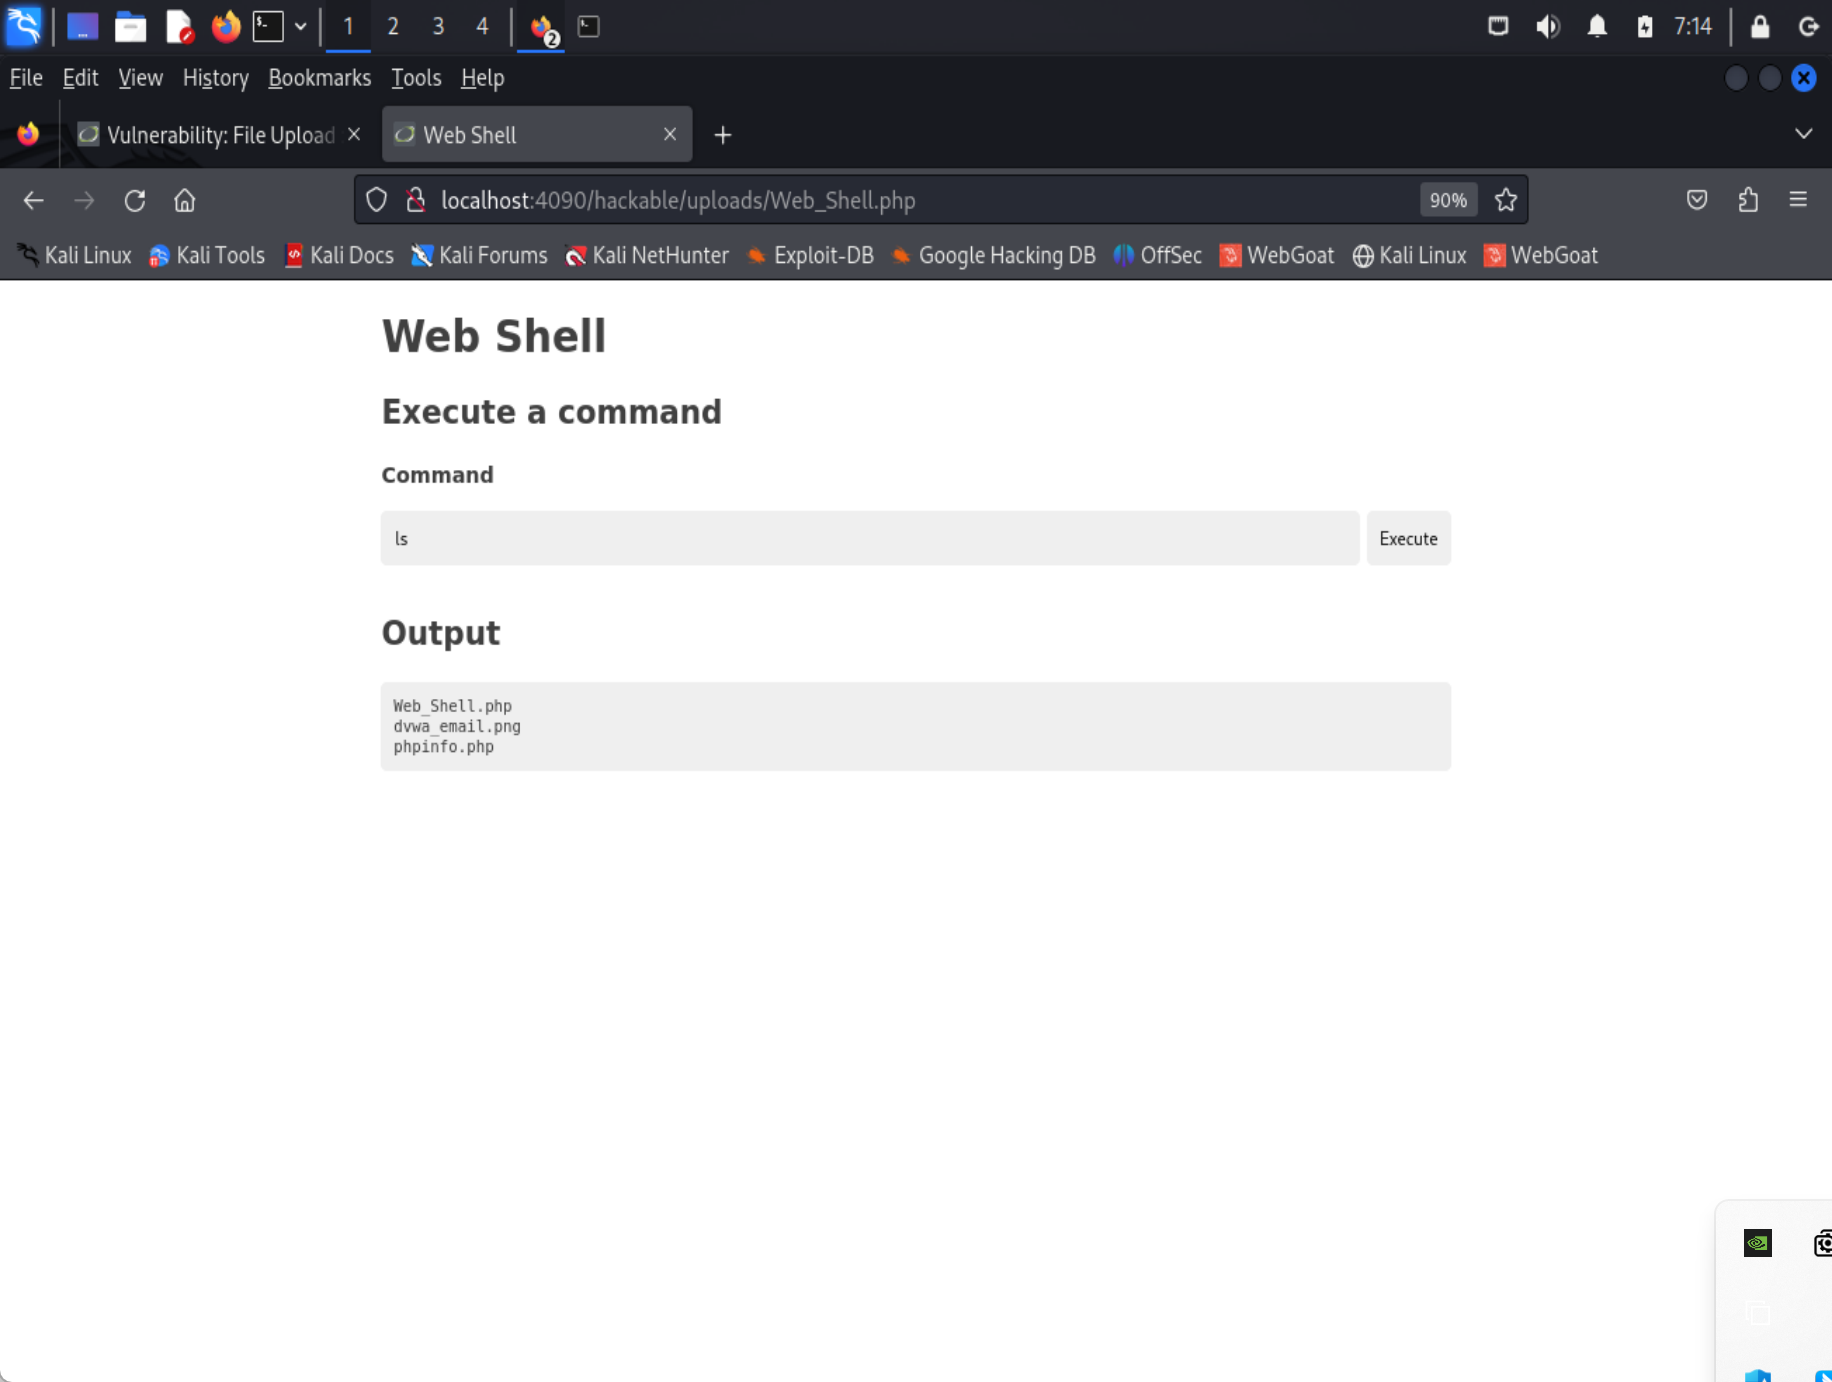 1 2 3 4 2 7:14
File Edit View History Bookmarks Tools Help
Vulnerability: File Upload Web Shell
localhost:4090/hackable/uploads/Web_Shell.php 90%
Kali Linux Kali Tools Kali Docs Kali Forums Kali NetHunter Exploit-DB Google Hacking DB OffSec WebGoat Kali Linux WebGoat
Web Shell
Execute a command
Command
ls Execute
Output
Web_Shell.php
dvwa_email.png
phpinfo.php